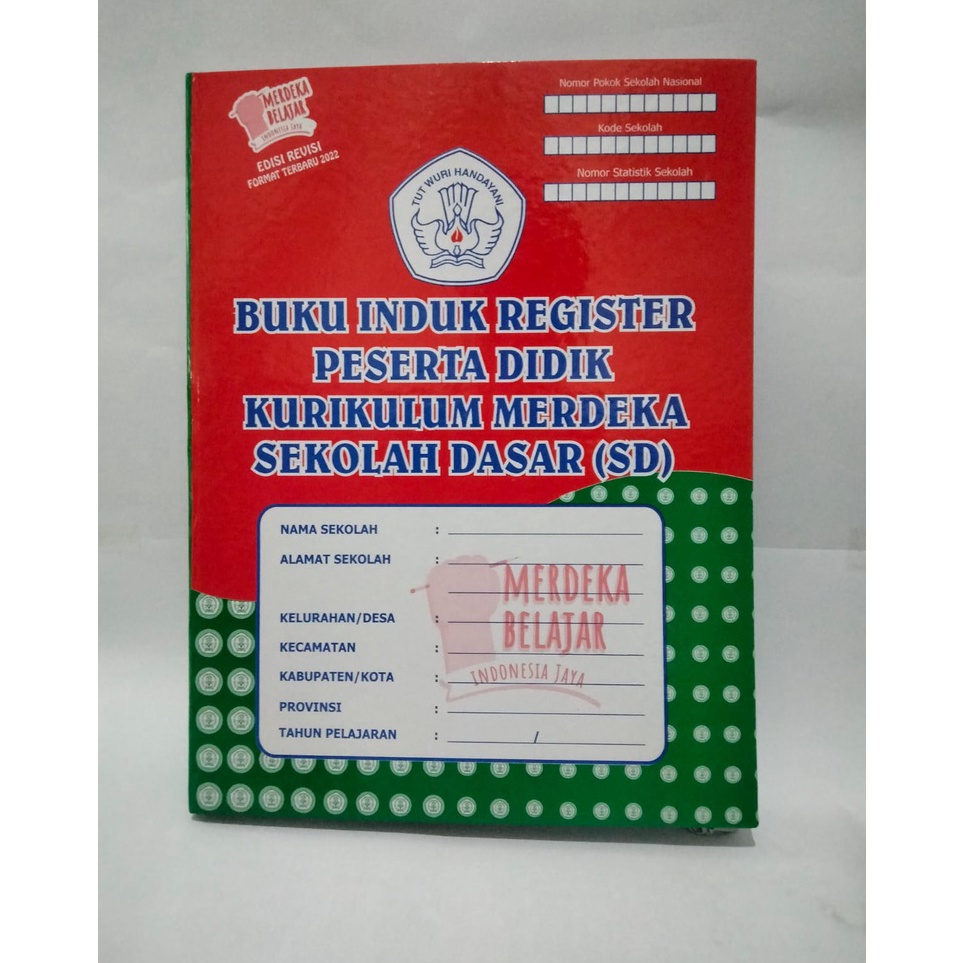 MERDEKA
BELAJAR
INDONESIA JAYA
EDISI REVISI
FORMAT TERBARU 2022
Nomor Pokok Sekolah Nasional
Kode Sekolah
Nomor Statistik Sekolah
TUT WURI HANDAYANI
BUKU INDUK REGISTER
PESERTA DIDIK
KURIKULUM MERDEKA
SEKOLAH DASAR (SD)
NAMA SEKOLAH :
ALAMAT SEKOLAH :
KELURAHAN/DESA :
KECAMATAN :
KABUPATEN/KOTA :
PROVINSI :
TAHUN PELAJARAN : /
MERDEKA
BELAJAR
INDONESIA JAYA